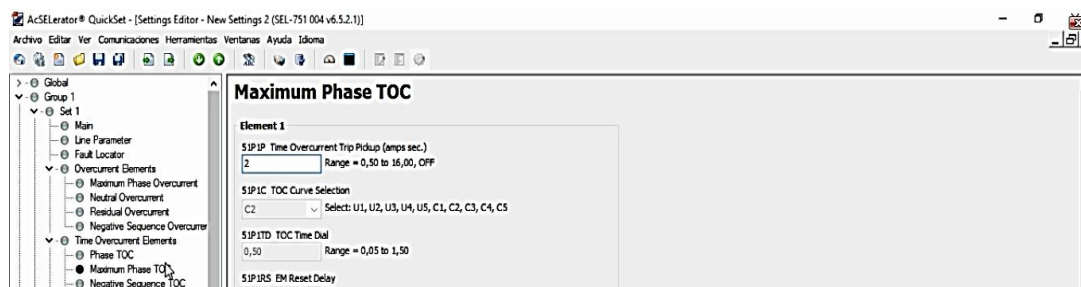 AcSELerator® QuickSet - [Settings Editor - New Settings 2 (SEL-751 004 v6.5.2.1)]
Archivo Editar Ver Comunicaciones Herramientas Ventanas Ayuda Idioma
Global
Group 1
Set 1
Main
Line Parameter
Fault Locator
Overcurrent Elements
Maximum Phase Overcurrent
Neutral Overcurrent
Residual Overcurrent
Negative Sequence Overcurrer
Time Overcurrent Elements
Phase TOC
Maximum Phase TOC
Negative Sequence TOC
Maximum Phase TOC
Element 1
51P1P Time Overcurrent Trip Pickup (amps sec.)
2 Range = 0,50 to 16,00, OFF
51P1C TOC Curve Selection
C2 Select: U1, U2, U3, U4, U5, C1, C2, C3, C4, C5
51P1TD TOC Time Dial
0,50 Range = 0,05 to 1,50
51P1RS EM Reset Delay